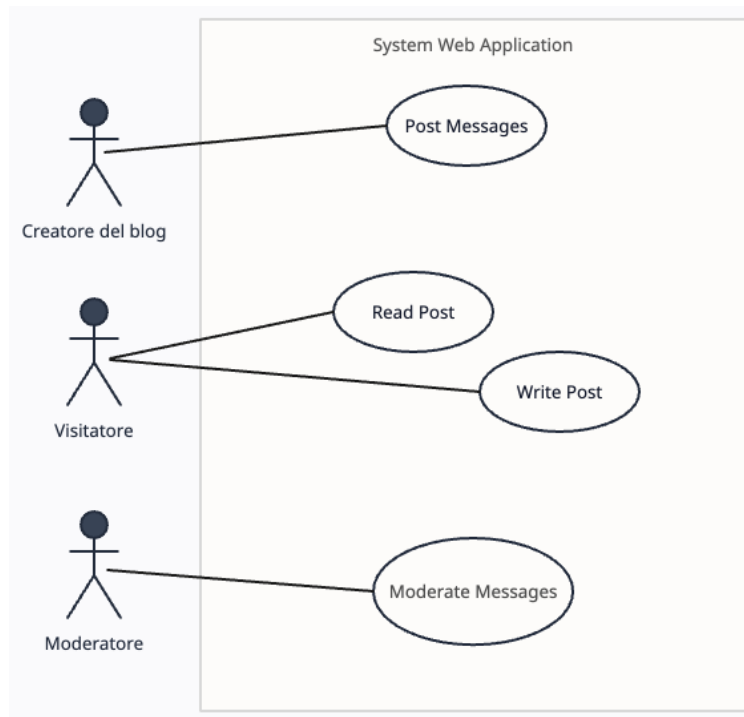 System Web Application
Post Messages
Creatore del blog
Read Post
Write Post
Visitatore
Moderate Messages
Moderatore